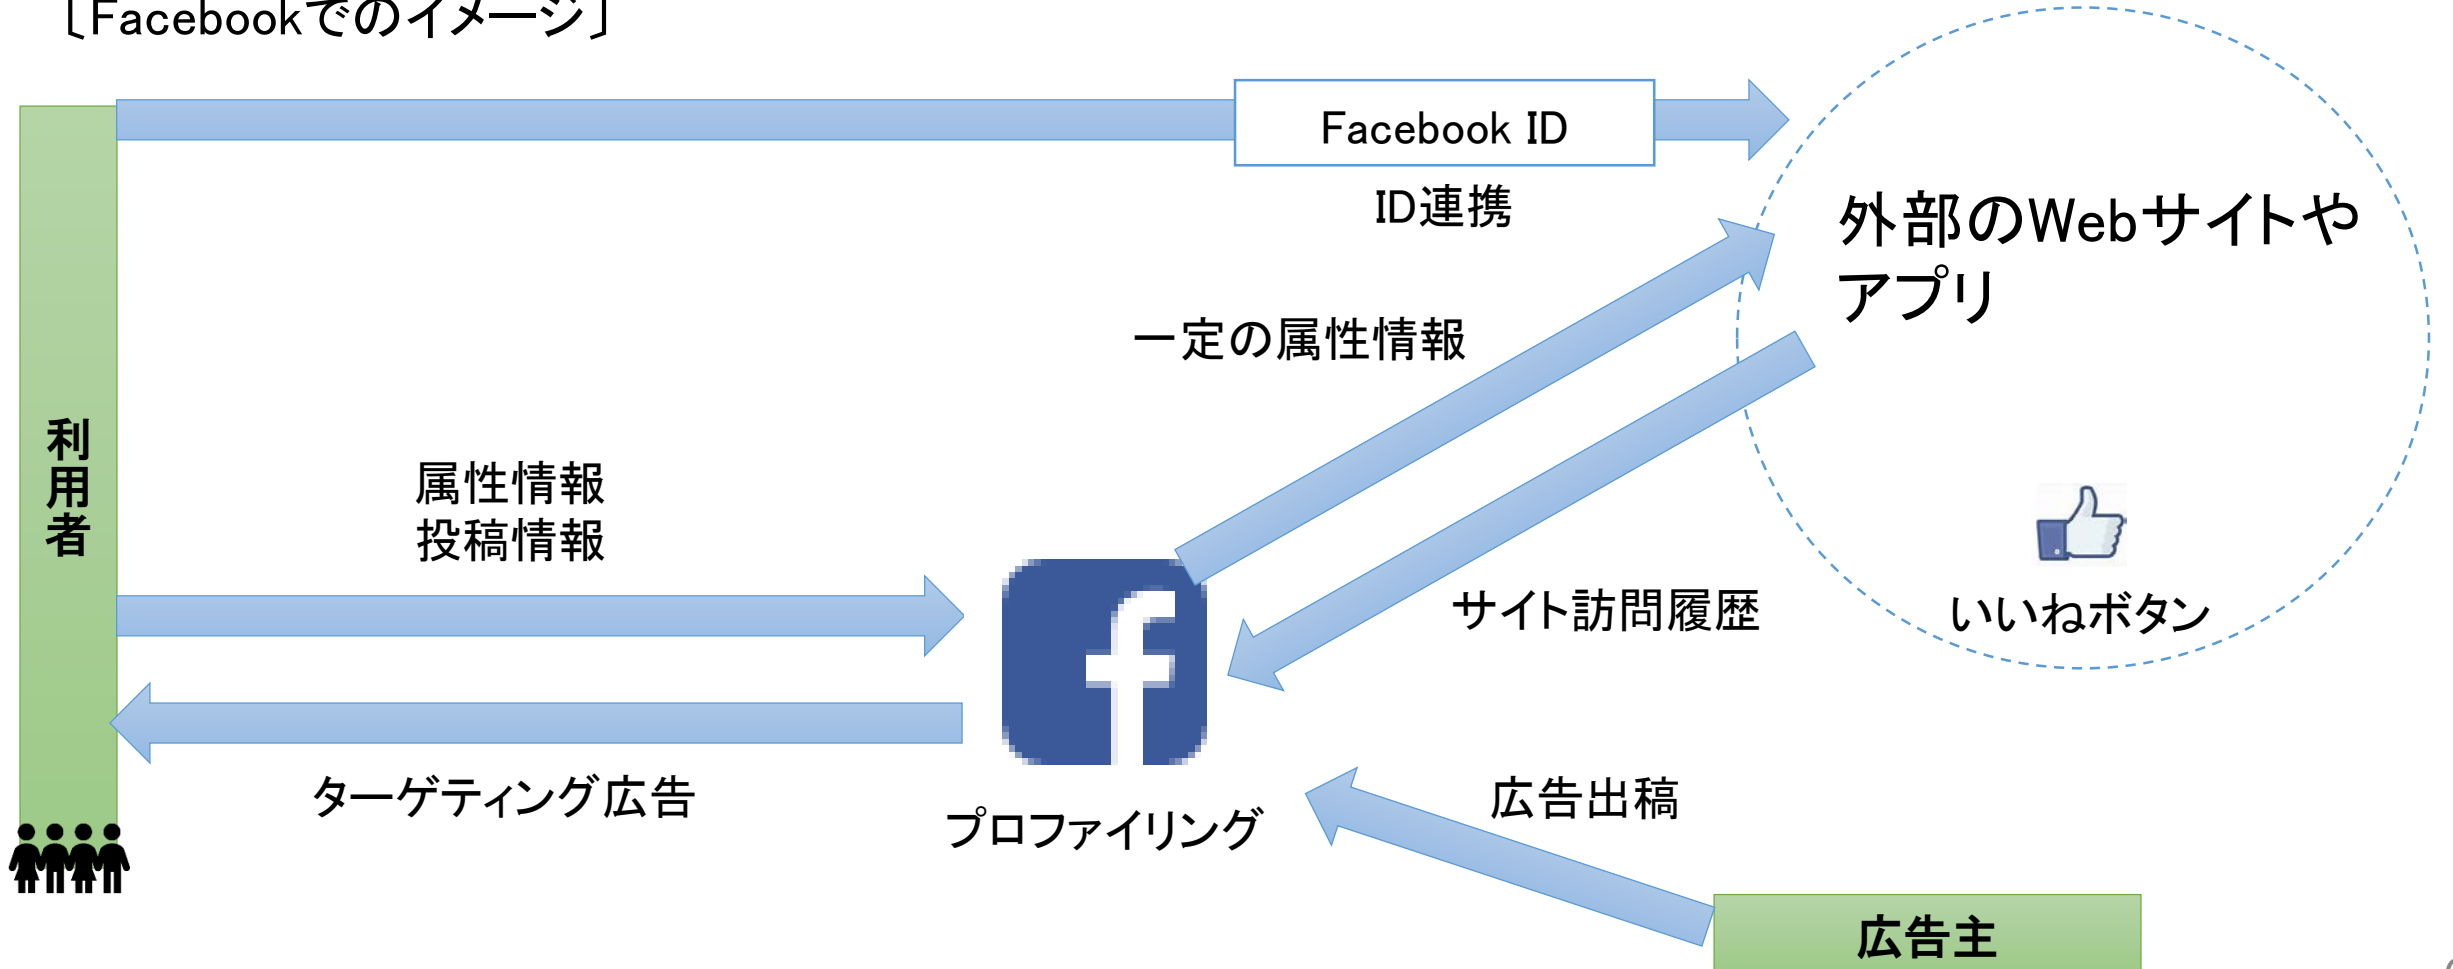 〔Facebookでのイメージ〕
Facebook ID
ID連携
外部のWebサイトや
アプリ
一定の属性情報
利用者
属性情報
投稿情報
サイト訪問履歴
いいねボタン
ターゲティング広告
プロファイリング
広告出稿
広告主